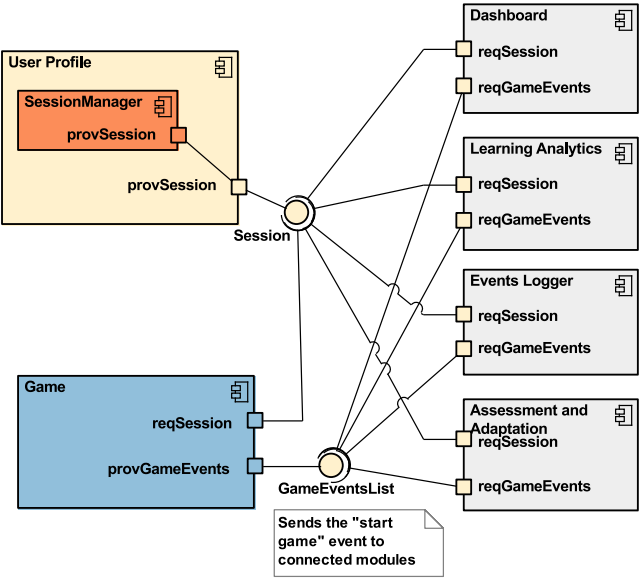 User Profile
SessionManager
provSession
provSession
Session
Dashboard
reqSession
reqGameEvents
Learning Analytics
reqSession
reqGameEvents
Events Logger
reqSession
reqGameEvents
Assessment and
Adaptation
reqSession
reqGameEvents
Game
reqSession
provGameEvents
GameEventsList
Sends the "start
game" event to
connected modules